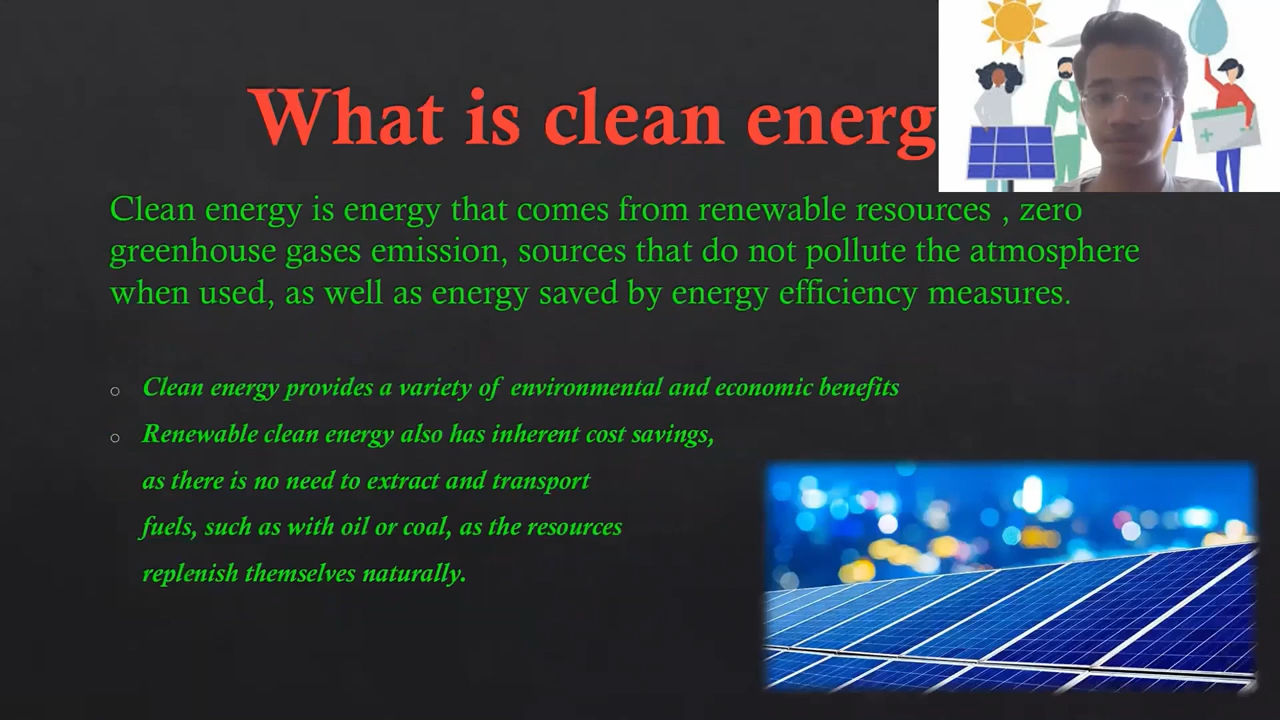 What is clean energ
Clean energy is energy that comes from renewable resources , zero
greenhouse gases emission, sources that do not pollute the atmosphere
when used, as well as energy saved by energy efficiency measures.
Clean energy provides a variety of environmental and economic benefits
Renewable clean energy also has inherent cost savings,
as there is no need to extract and transport
fuels, such as with oil or coal, as the resources
replenish themselves naturally.